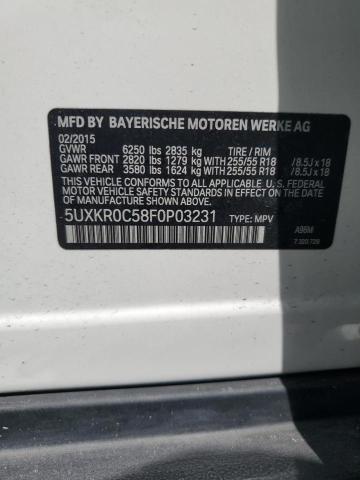 MFD BY BAYERISCHE MOTOREN WERKE AG
02/2015
GVWR 6250 lbs 2835 kg TIRE / RIM
GAWR FRONT 2820 lbs 1279 kg WITH 255/55 R18 /8.5J x 18
GAWR REAR 3580 lbs 1624 kg WITH 255/55 R18 /8.5J x 18
THIS VEHICLE CONFORMS TO ALL APPLICABLE U.S. FEDERAL
MOTOR VEHICLE SAFETY STANDARDS IN EFFECT ON THE
DATE OF MANUFACTURE SHOWN ABOVE.
5UXKR0C58F0P03231 TYPE: MPV A96M